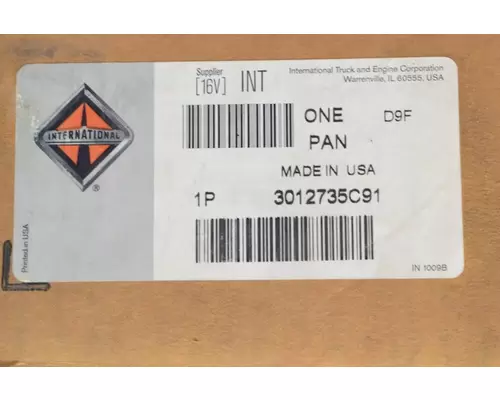 Supplier
[16V] INT
International Truck and Engine Corporation
Warrenville, IL 60555, USA
ONE D9F
PAN
INTERNATIONAL
®
MADE IN USA
1P 3012735C91
Printed in USA
IN 1009B